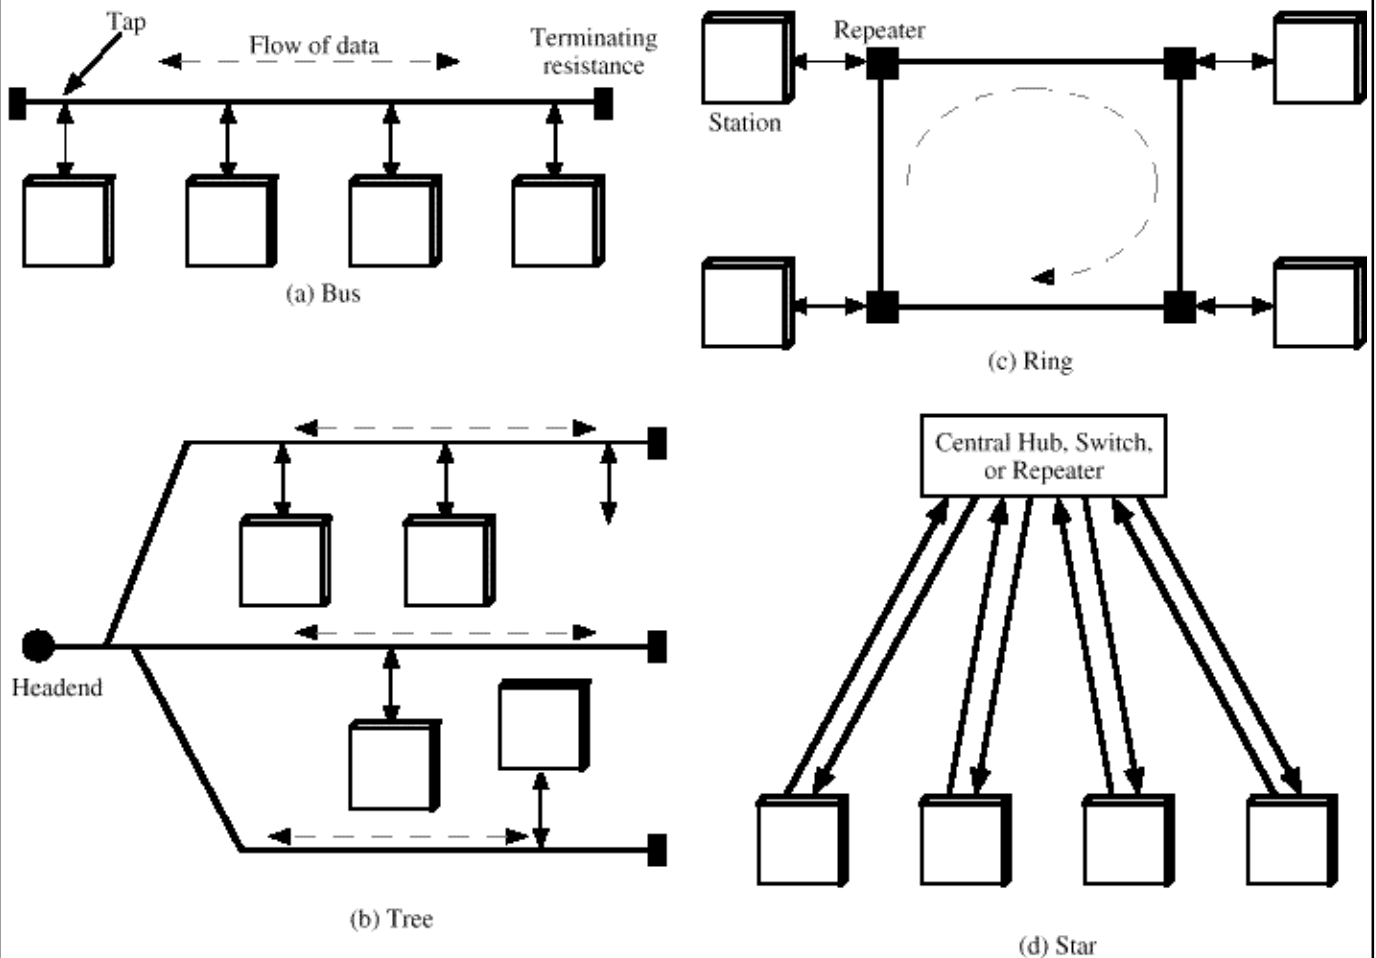 Tap
Flow of data
Terminating
resistance
(a) Bus
Repeater
Station
(c) Ring
Headend
(b) Tree
Central Hub, Switch,
or Repeater
(d) Star